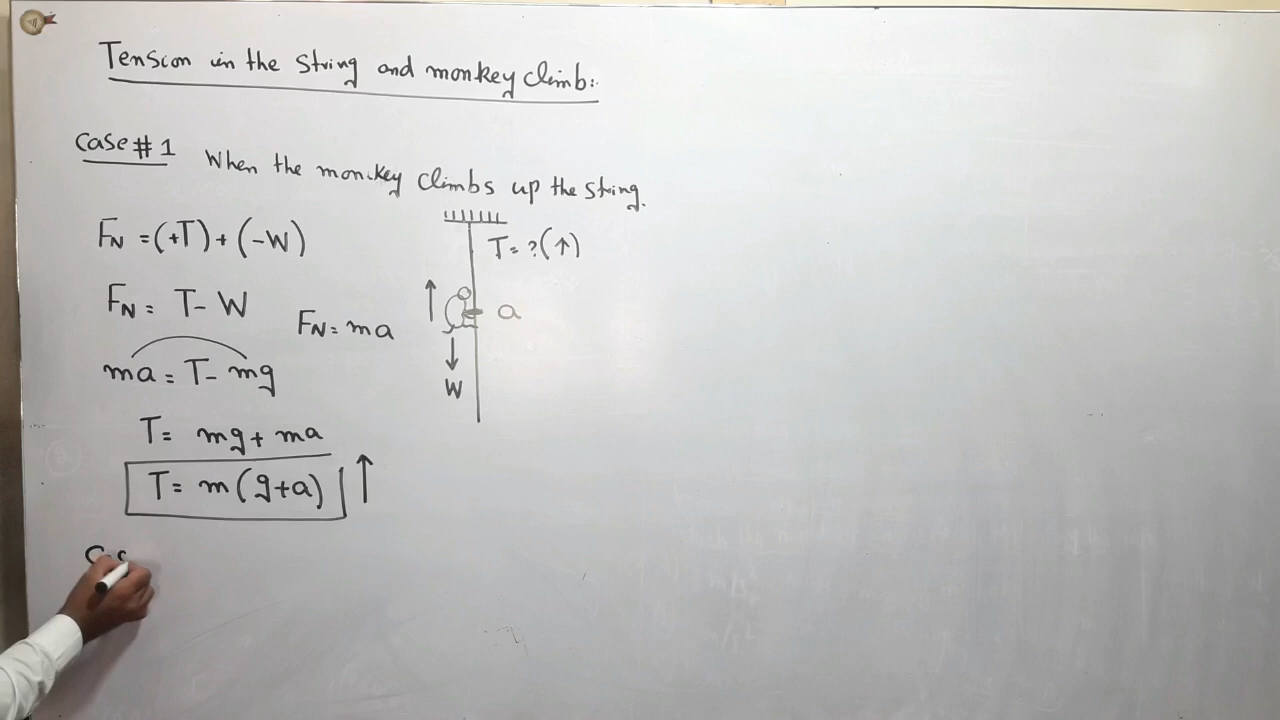 Tension in the string and monkey climb:
Case # 1 When the monkey climbs up the string.
FN = (+T) + (-W)
T = ? (↑)
FN = T - W
FN = ma
a
ma = T - mg
W
T = mg + ma
T = m(g+a) ↑
Ca